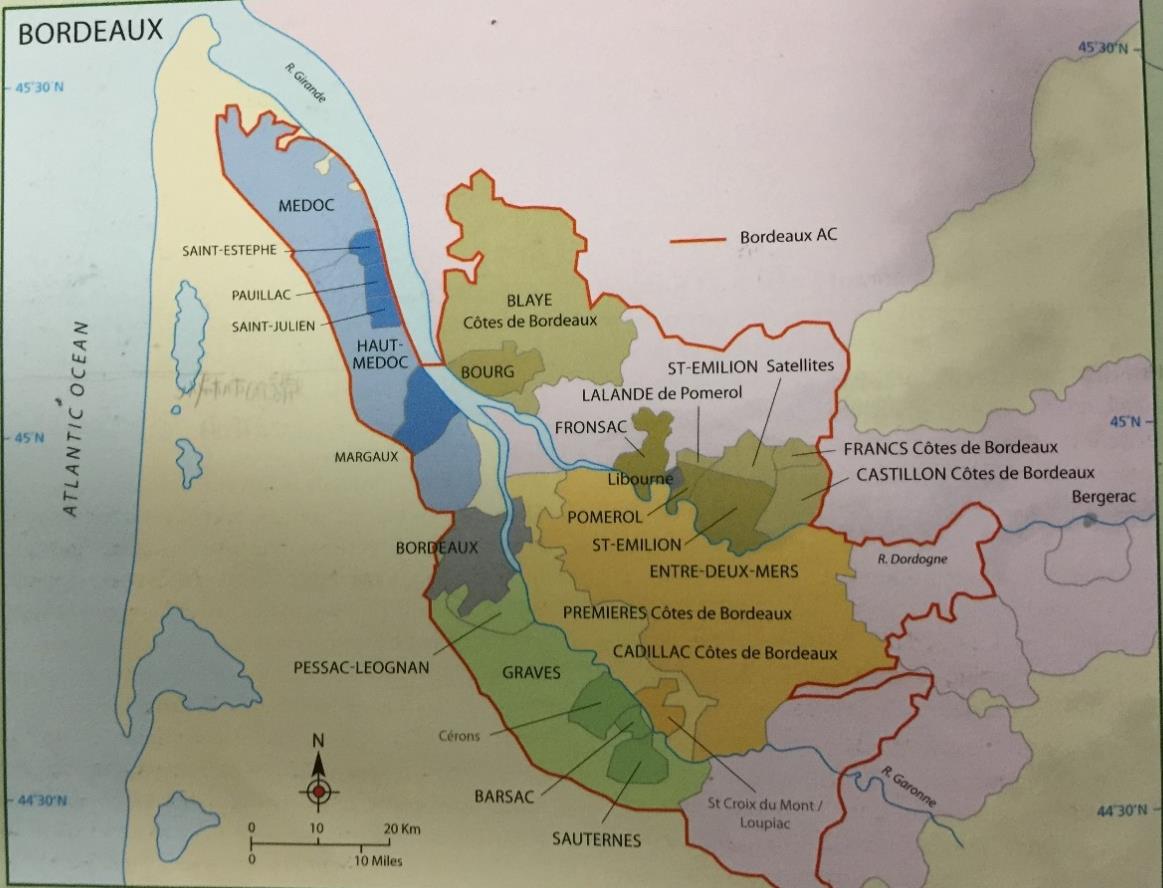 BORDEAUX
45°30'N
45°30'N
R. Girande
MEDOC
SAINT-ESTEPHE
Bordeaux AC
PAUILLAC
BLAYE
Côtes de Bordeaux
SAINT-JULIEN
HAUT-
MEDOC
BOURG
ST-EMILION Satellites
LALANDE de Pomerol
ATLANTIC OCEAN
FRONSAC
45°N
45°N
MARGAUX
FRANCS Côtes de Bordeaux
CASTILLON Côtes de Bordeaux
Libourne
Bergerac
POMEROL
BORDEAUX
ST-EMILION
R. Dordogne
ENTRE-DEUX-MERS
PREMIERES Côtes de Bordeaux
CADILLAC Côtes de Bordeaux
PESSAC-LEOGNAN
GRAVES
Cérons
N
BARSAC
R. Garonne
44°30'N
44°30'N
St Croix du Mont /
Loupiac
SAUTERNES
0 10 20 Km
0 10 Miles